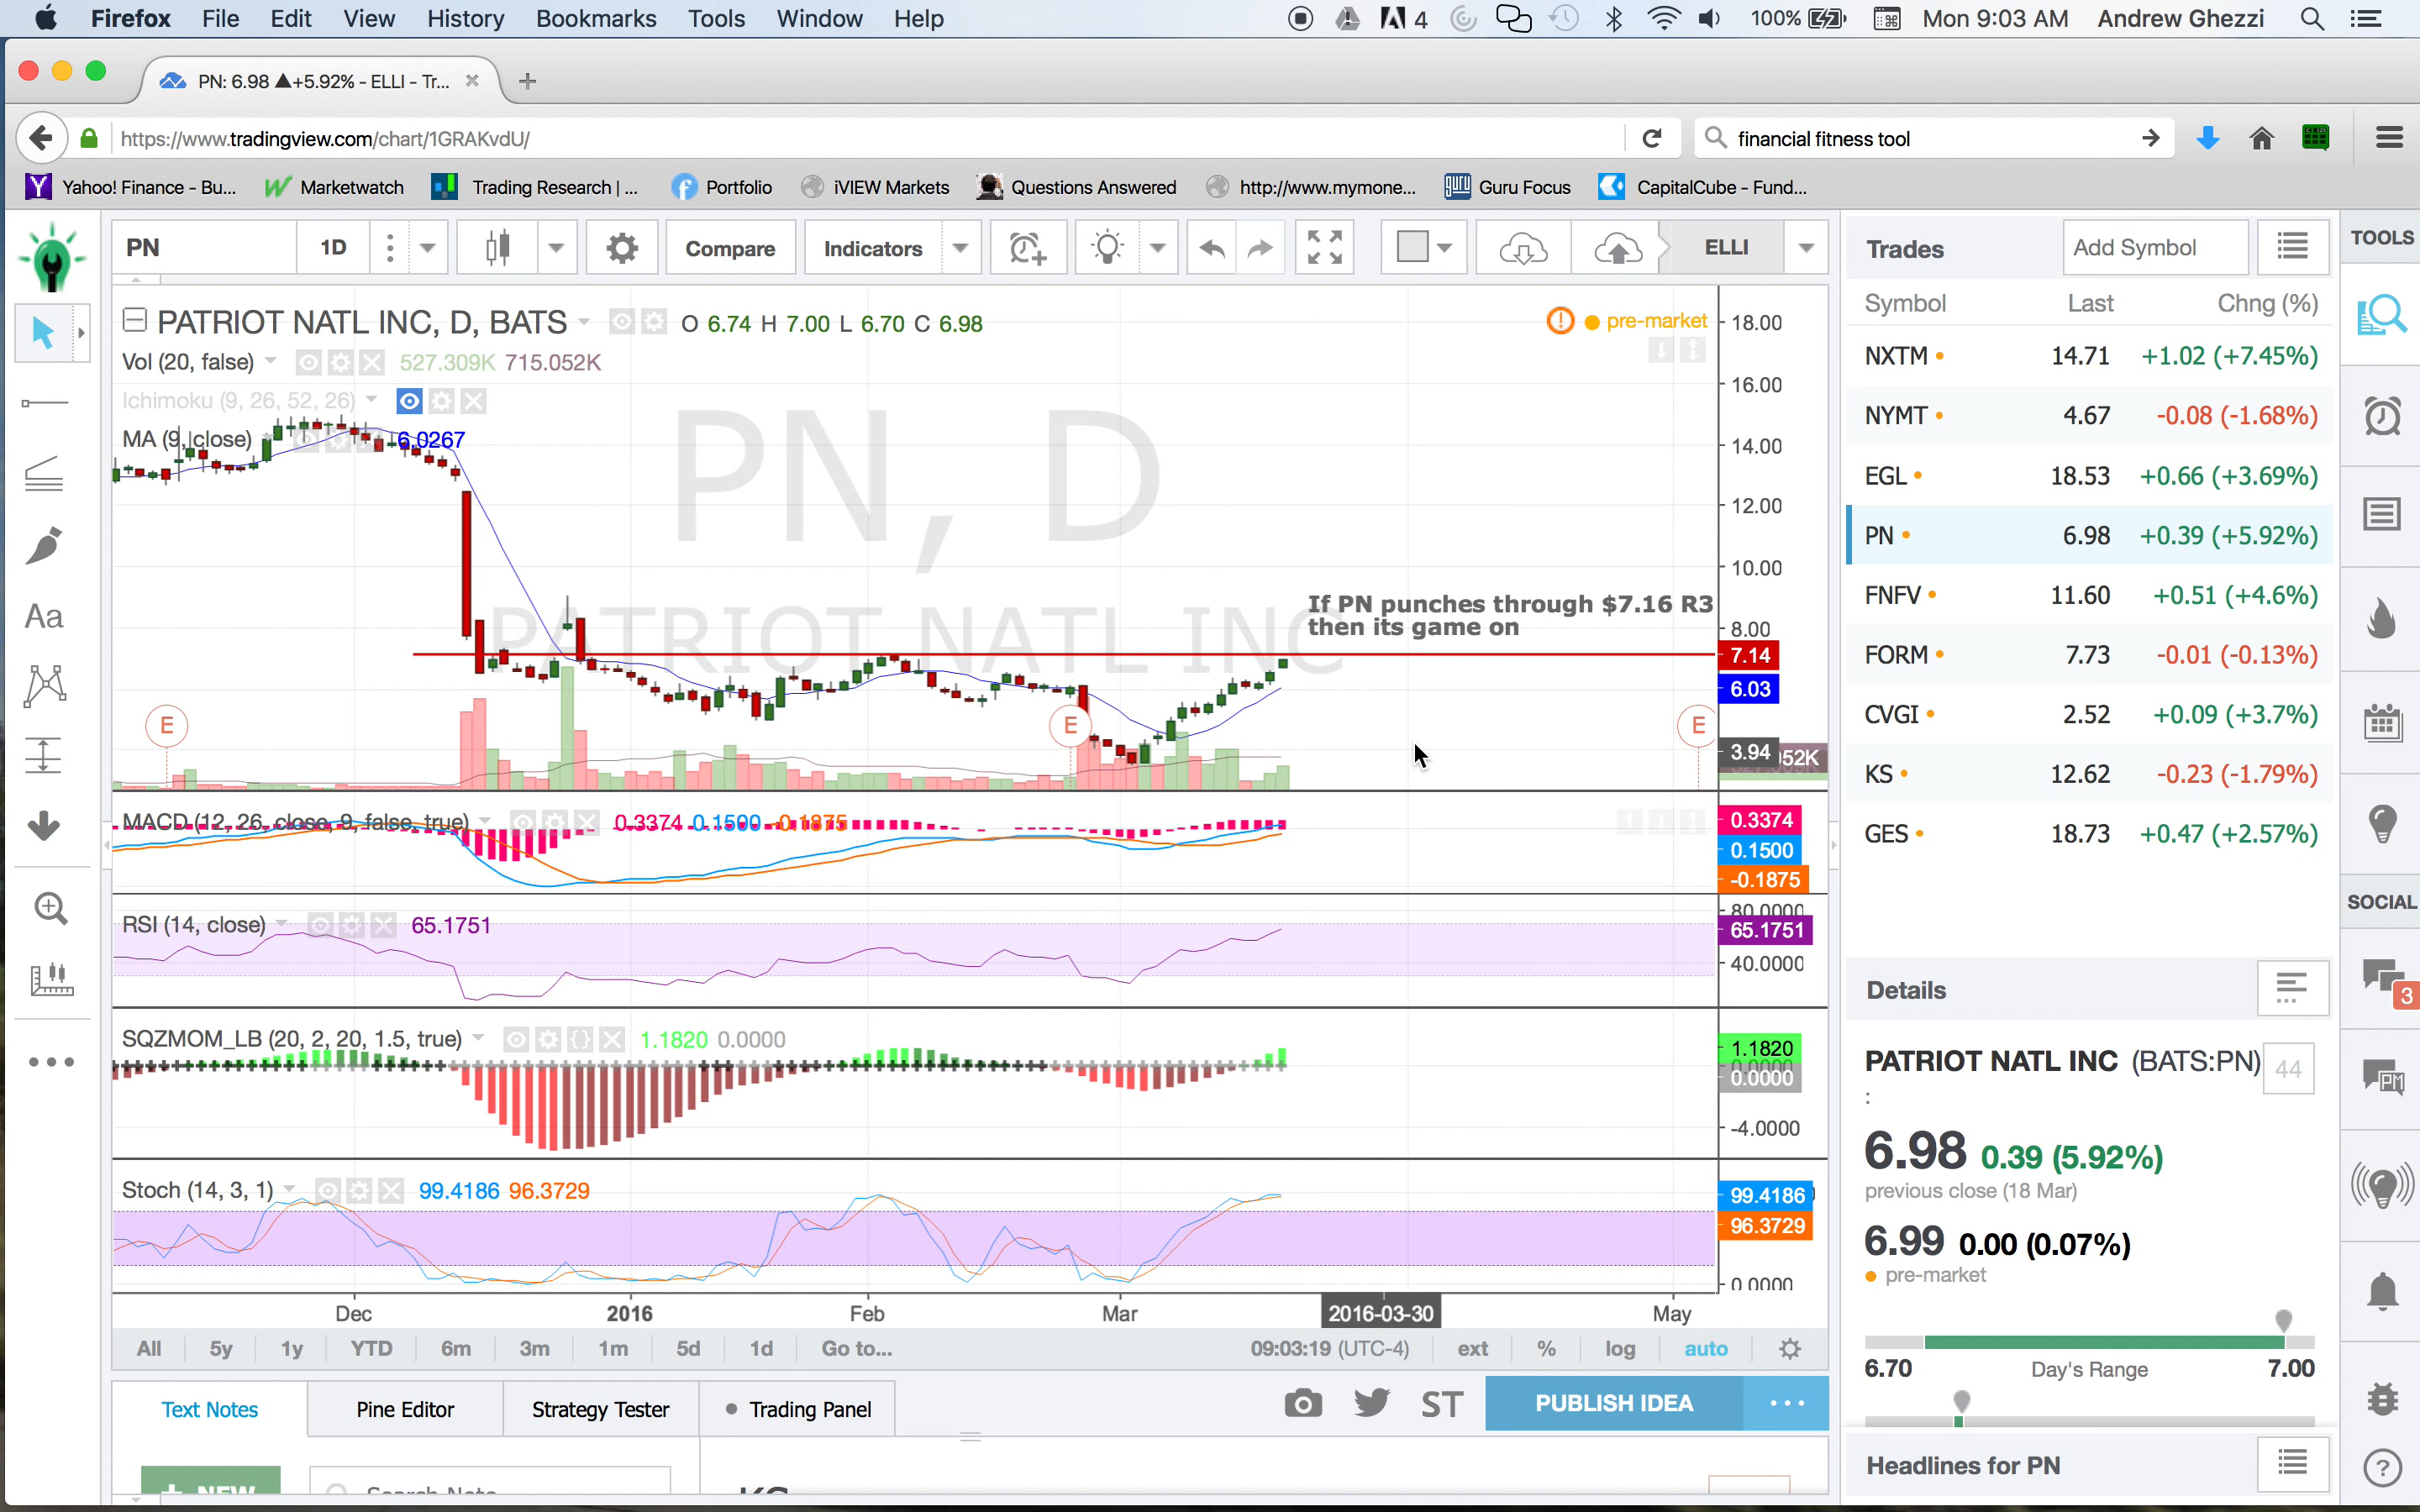 Firefox File Edit View History Bookmarks Tools Window Help 4 100% Mon 9:03 AM Andrew Ghezzi
PN: 6.98 ▲+5.92% - ELLI - Tr...
https://www.tradingview.com/chart/1GRAKvdU/ financial fitness tool
Yahoo! Finance - Bu... Marketwatch Trading Research | ... Portfolio iVIEW Markets Questions Answered http://www.mymone... Guru Focus CapitalCube - Fund...
PN 1D Compare Indicators ELLI
PATRIOT NATL INC, D, BATS O 6.74 H 7.00 L 6.70 C 6.98 pre-market
Vol (20, false) 527.309K 715.052K
Ichimoku (9, 26, 52, 26)
MA (9, close) 6.0267
PN, D
PATRIOT NATL INC
If PN punches through $7.16 R3
then its game on
18.00
16.00
14.00
12.00
10.00
8.00
7.14
6.03
3.94 52K
E E E
MACD (12, 26, close, 9, false, true) 0.3374 0.1500 -0.1875
0.3374
0.1500
-0.1875
RSI (14, close) 65.1751
80.0000
65.1751
40.0000
SQZMOM_LB (20, 2, 20, 1.5, true) 1.1820 0.0000
1.1820
0.0000
0.0000
-4.0000
Stoch (14, 3, 1) 99.4186 96.3729
99.4186
96.3729
0.0000
Dec 2016 Feb Mar 2016-03-30 May
All 5y 1y YTD 6m 3m 1m 5d 1d Go to... 09:03:19 (UTC-4) ext % log auto
Text Notes Pine Editor Strategy Tester Trading Panel ST PUBLISH IDEA ...
+ NEW Search Note
Aa
Trades Add Symbol
Symbol Last Chng (%)
NXTM 14.71 +1.02 (+7.45%)
NYMT 4.67 -0.08 (-1.68%)
EGL 18.53 +0.66 (+3.69%)
PN 6.98 +0.39 (+5.92%)
FNFV 11.60 +0.51 (+4.6%)
FORM 7.73 -0.01 (-0.13%)
CVGI 2.52 +0.09 (+3.7%)
KS 12.62 -0.23 (-1.79%)
GES 18.73 +0.47 (+2.57%)
Details
PATRIOT NATL INC (BATS:PN) 44
:
6.98 0.39 (5.92%)
previous close (18 Mar)
6.99 0.00 (0.07%)
pre-market
6.70 Day's Range 7.00
Headlines for PN
TOOLS
SOCIAL
3
PM
?